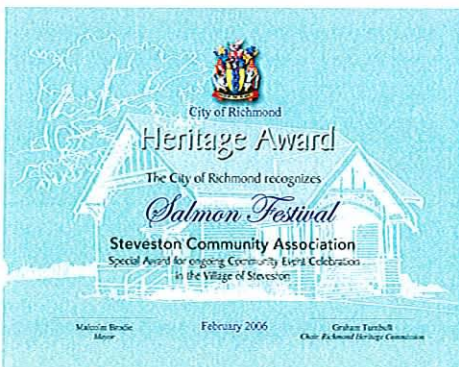 City of Richmond
Heritage Award
The City of Richmond recognizes
Salmon Festival
Steveston Community Association
Special Award for ongoing Community Event Celebration
in the Village of Steveston
Malcolm Brodie
Mayor
February 2006
Graham Turnbull
Chair, Richmond Heritage Commission